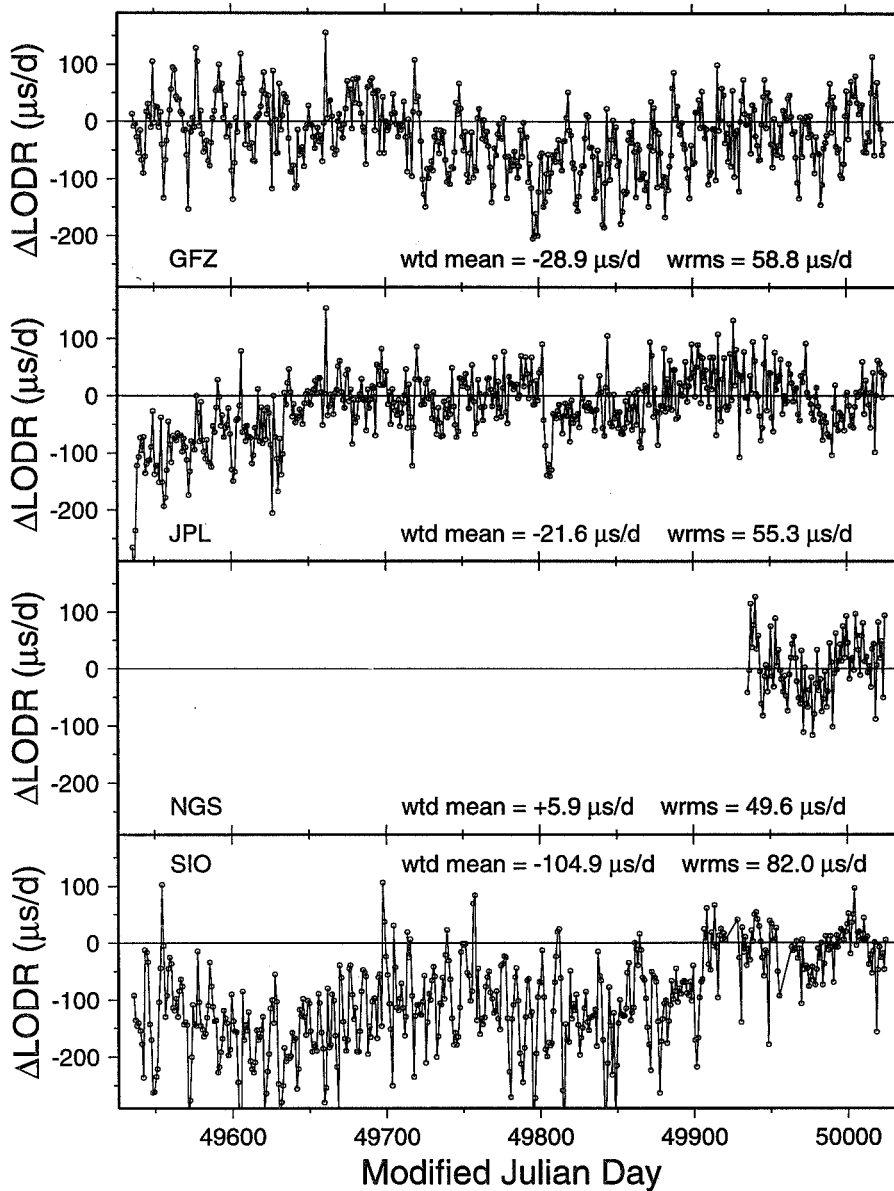 ΔLODR (μs/d)
100
0
-100
-200
GFZ wtd mean = -28.9 μs/d wrms = 58.8 μs/d
ΔLODR (μs/d)
100
0
-100
-200
JPL wtd mean = -21.6 μs/d wrms = 55.3 μs/d
ΔLODR (μs/d)
100
0
-100
-200
NGS wtd mean = +5.9 μs/d wrms = 49.6 μs/d
ΔLODR (μs/d)
SIO wtd mean = -104.9 μs/d wrms = 82.0 μs/d
100
0
-100
-200
49600 49700 49800 49900 50000
Modified Julian Day